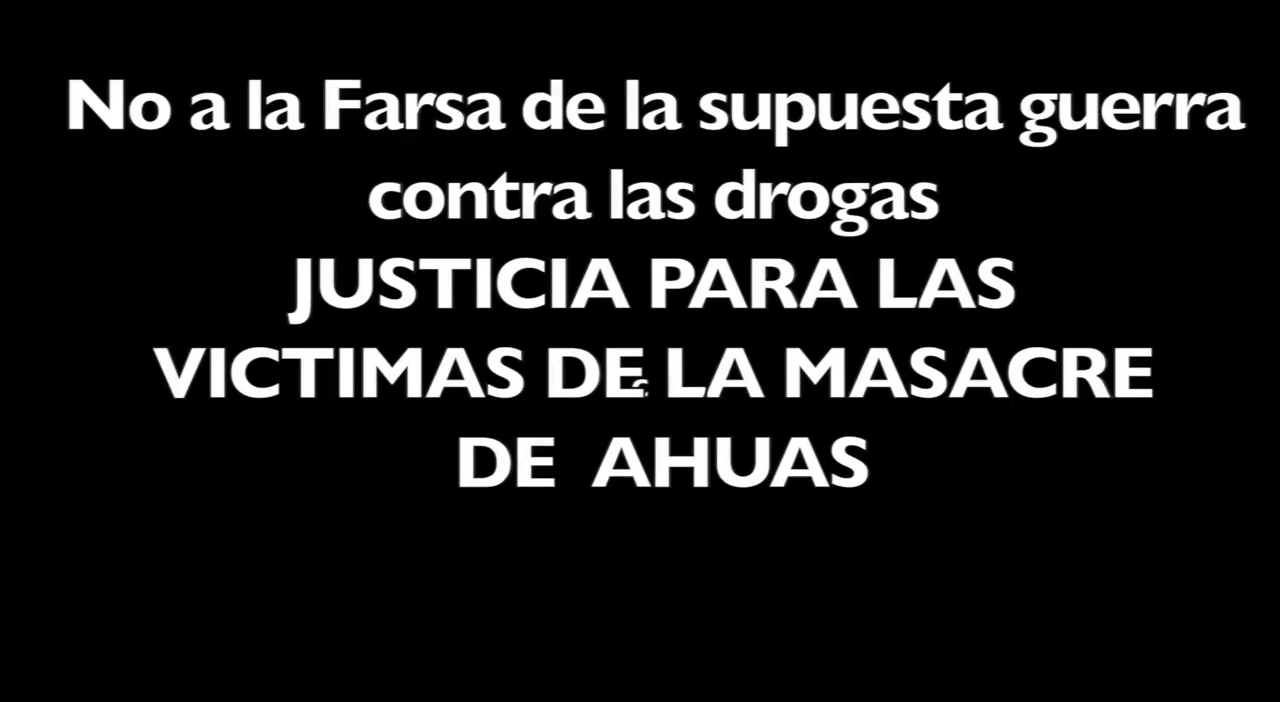 No a la Farsa de la supuesta guerra
contra las drogas
JUSTICIA PARA LAS
VICTIMAS DE LA MASACRE
DE AHUAS